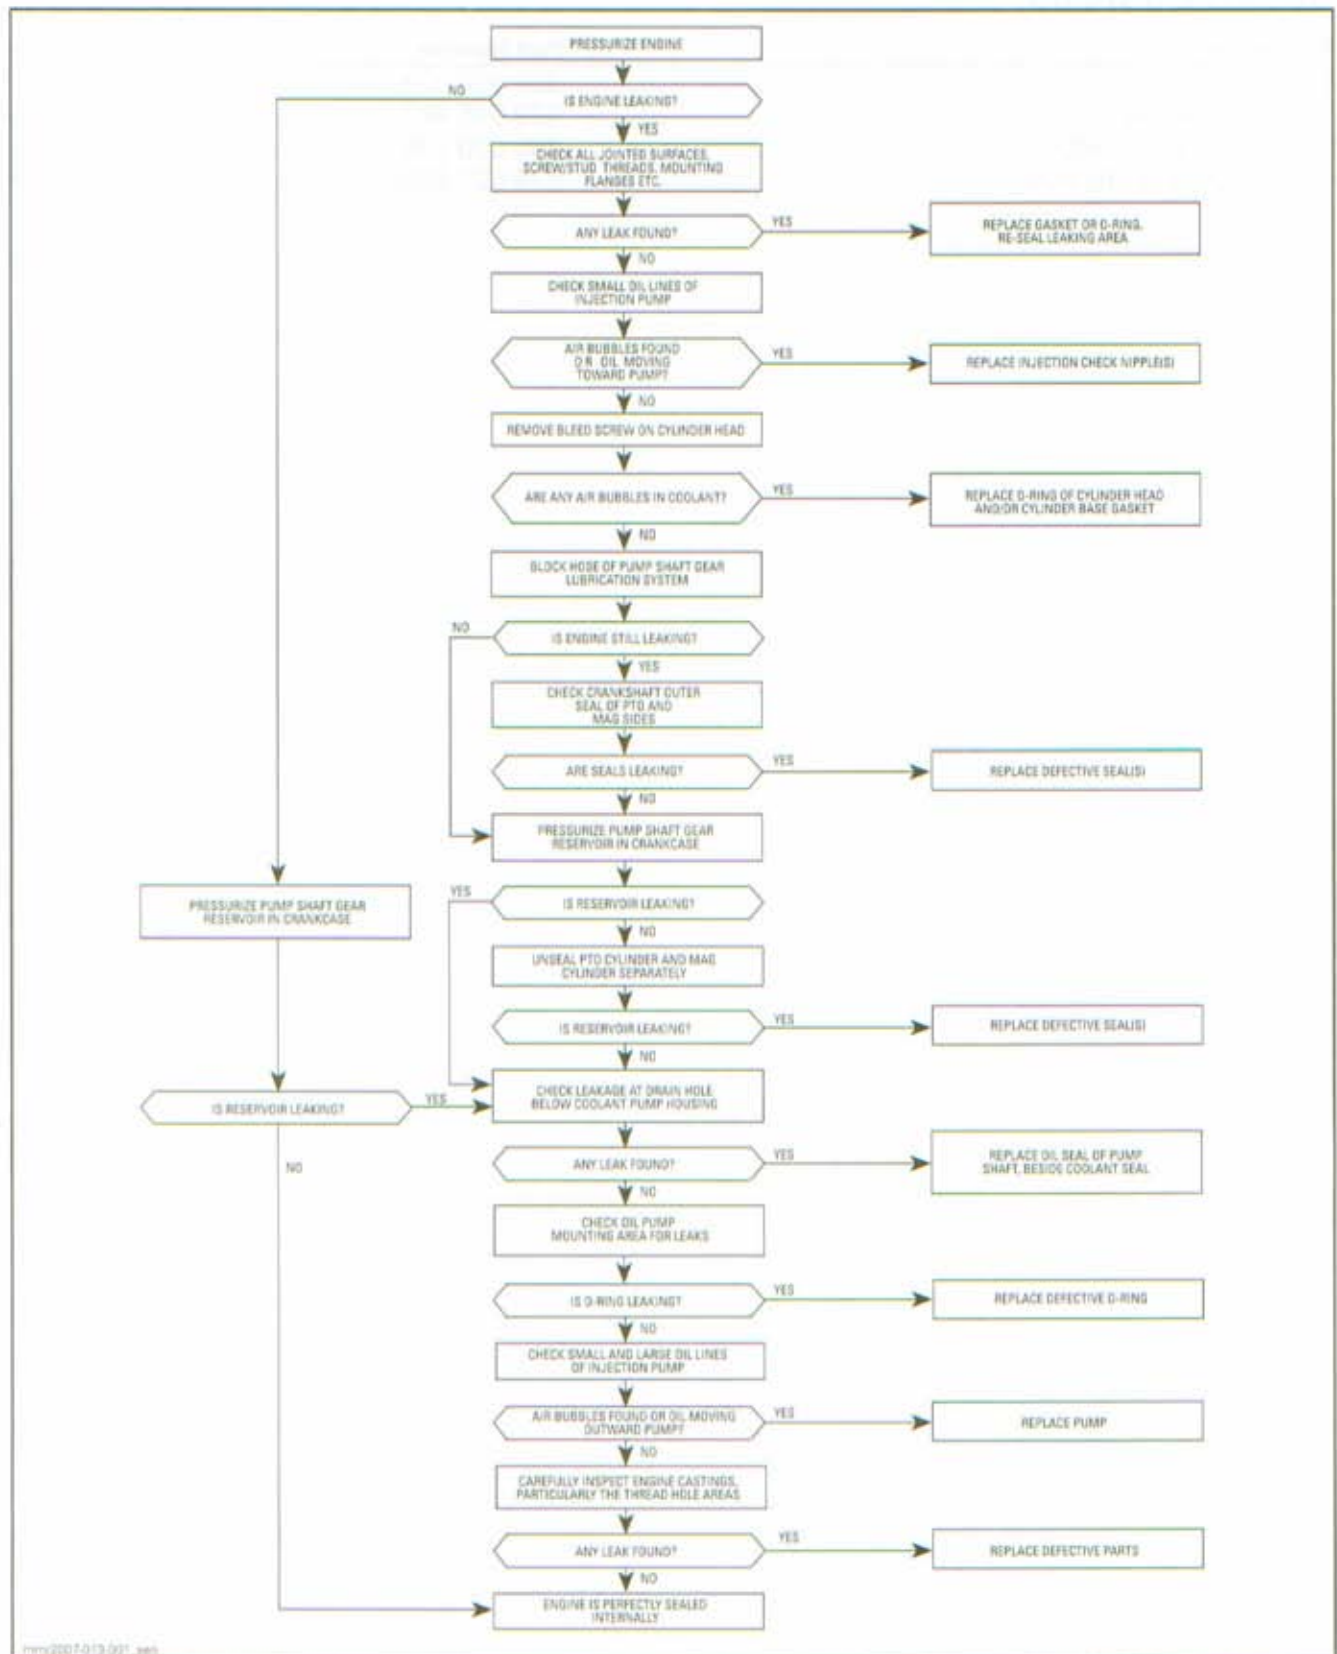 PRESSURIZE ENGINE
NO
IS ENGINE LEAKING?
YES
CHECK ALL JOINTED SURFACES,
SCREW/STUD THREADS, MOUNTING
FLANGES ETC.
ANY LEAK FOUND?
YES
REPLACE GASKET OR O-RING,
RE-SEAL LEAKING AREA
NO
CHECK SMALL OIL LINES OF
INJECTION PUMP
AIR BUBBLES FOUND
OR OIL MOVING
TOWARD PUMP?
YES
REPLACE INJECTION CHECK NIPPLE(S)
NO
REMOVE BLEED SCREW ON CYLINDER HEAD
ARE ANY AIR BUBBLES IN COOLANT?
YES
REPLACE O-RING OF CYLINDER HEAD
AND/OR CYLINDER BASE GASKET
NO
BLOCK HOSE OF PUMP SHAFT GEAR
LUBRICATION SYSTEM
NO
IS ENGINE STILL LEAKING?
YES
CHECK CRANKSHAFT OUTER
SEAL OF PTO AND
MAG SIDES
ARE SEALS LEAKING?
YES
REPLACE DEFECTIVE SEAL(S)
NO
PRESSURIZE PUMP SHAFT GEAR
RESERVOIR IN CRANKCASE
YES
IS RESERVOIR LEAKING?
PRESSURIZE PUMP SHAFT GEAR
RESERVOIR IN CRANKCASE
NO
UNSEAL PTO CYLINDER AND MAG
CYLINDER SEPARATELY
IS RESERVOIR LEAKING?
YES
REPLACE DEFECTIVE SEAL(S)
NO
CHECK LEAKAGE AT DRAIN HOLE
BELOW COOLANT PUMP HOUSING
IS RESERVOIR LEAKING?
YES
NO
ANY LEAK FOUND?
YES
REPLACE OIL SEAL OF PUMP
SHAFT, BESIDE COOLANT SEAL
NO
CHECK OIL PUMP
MOUNTING AREA FOR LEAKS
IS O-RING LEAKING?
YES
REPLACE DEFECTIVE O-RING
NO
CHECK SMALL AND LARGE OIL LINES
OF INJECTION PUMP
AIR BUBBLES FOUND OR OIL MOVING
OUTWARD PUMP?
YES
REPLACE PUMP
NO
CAREFULLY INSPECT ENGINE CASTINGS,
PARTICULARLY THE THREAD HOLE AREAS
ANY LEAK FOUND?
YES
REPLACE DEFECTIVE PARTS
NO
ENGINE IS PERFECTLY SEALED
INTERNALLY